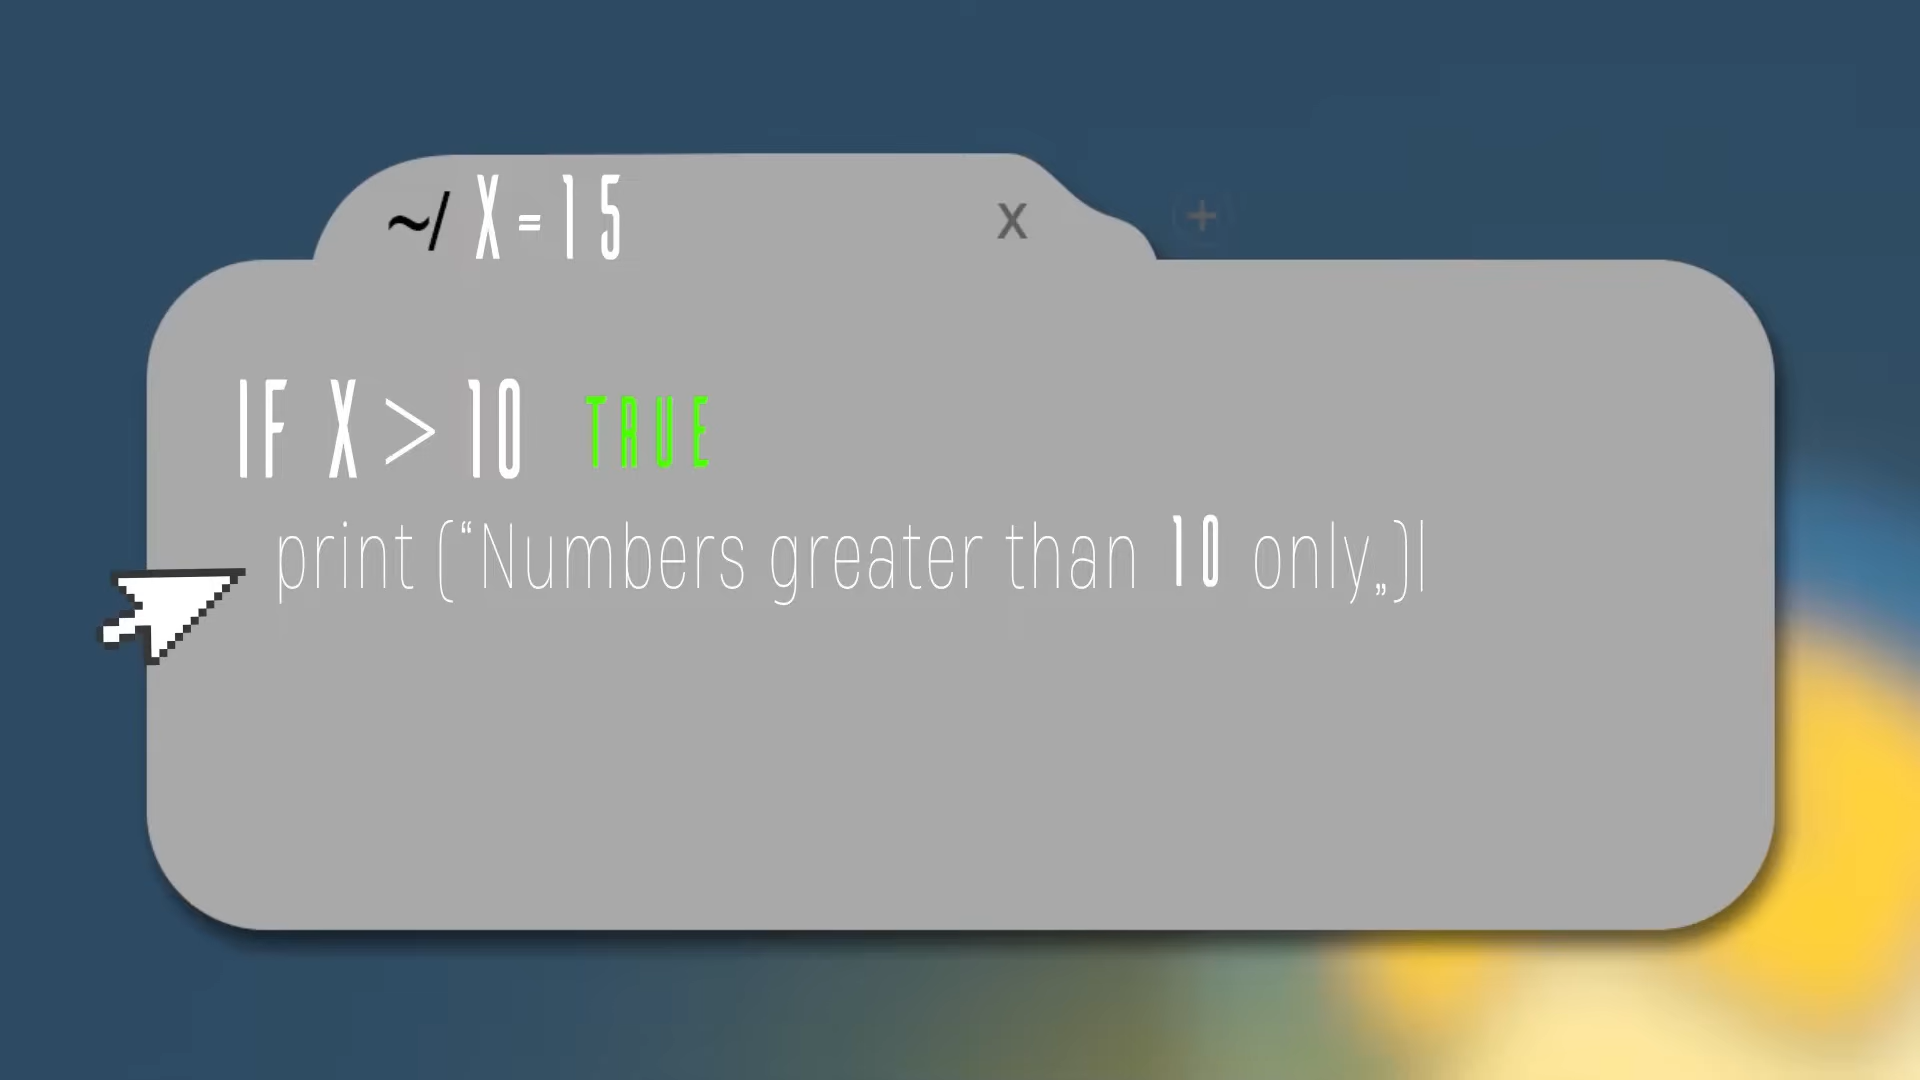 ~/ X=15 X +
IF X > 10 TRUE
print (“Numbers greater than 10 only„)|